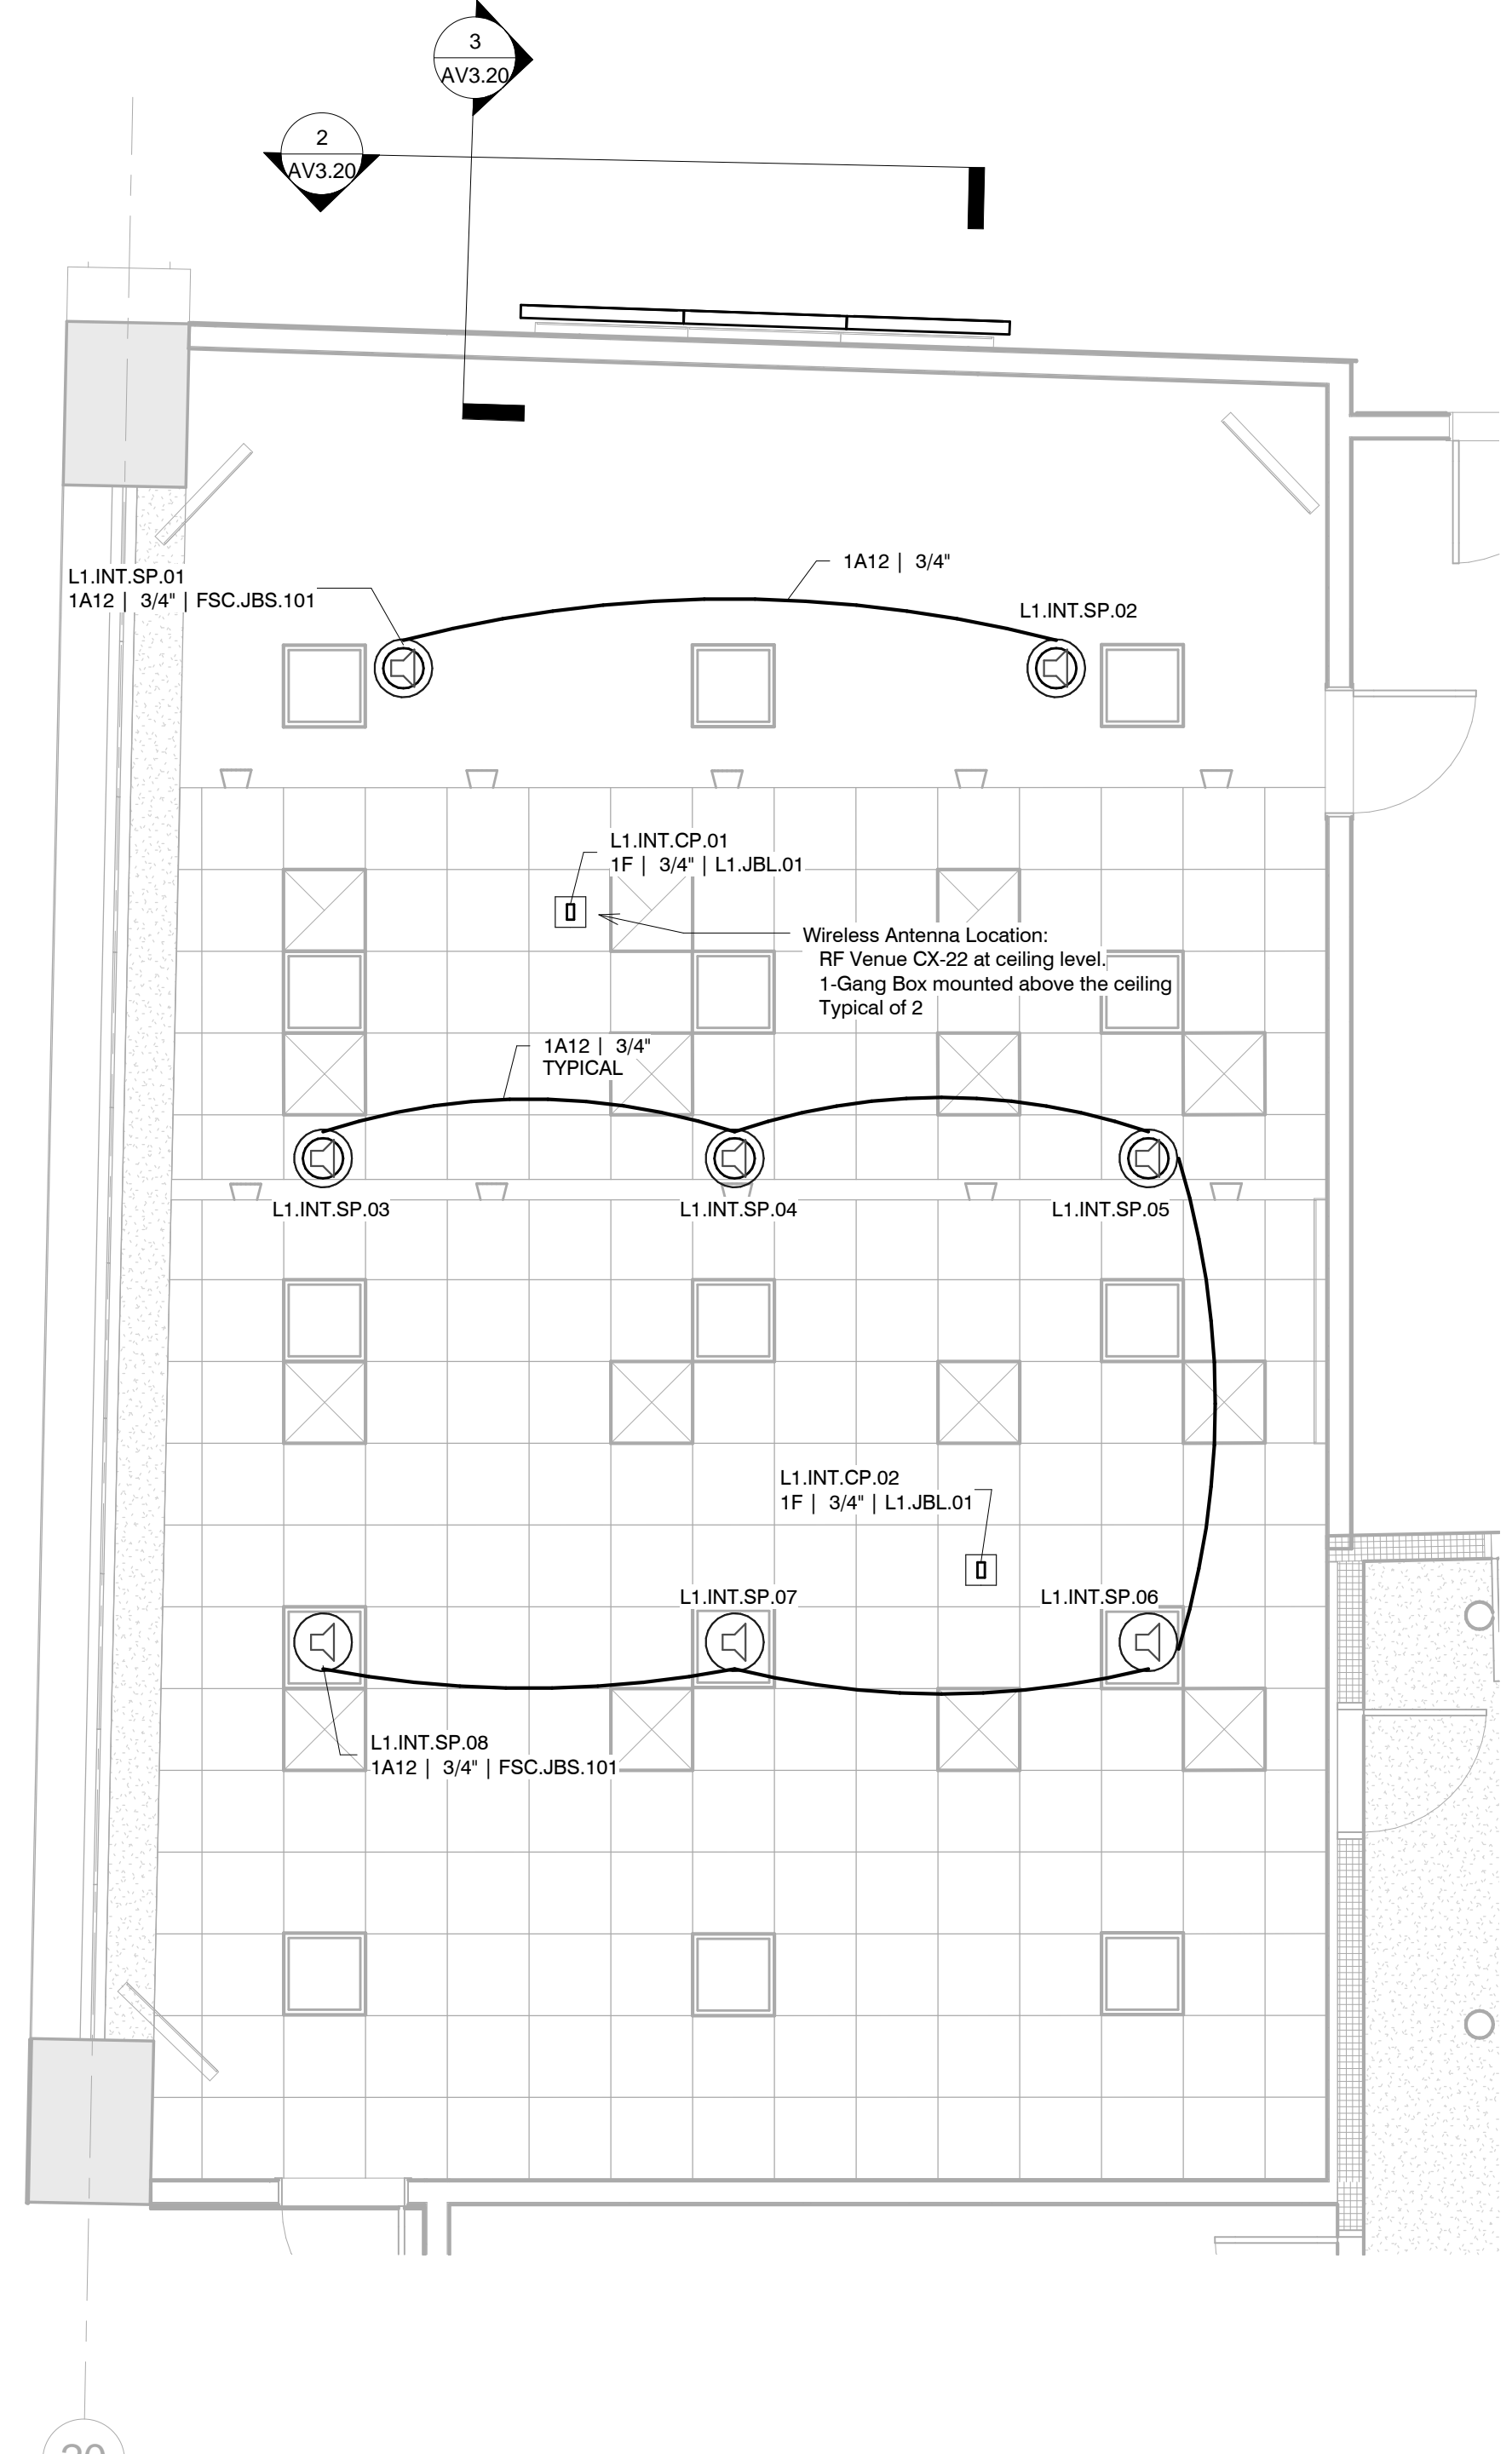 3
AV3.20
2
AV3.20
1A12 | 3/4"
L1.INT.SP.01
1A12 | 3/4" | FSC.JBS.101
L1.INT.SP.02
L1.INT.CP.01
1F | 3/4" | L1.JBL.01
Wireless Antenna Location:
RF Venue CX-22 at ceiling level.
1-Gang Box mounted above the ceiling
Typical of 2
1A12 | 3/4"
TYPICAL
L1.INT.SP.03
L1.INT.SP.04
L1.INT.SP.05
L1.INT.CP.02
1F | 3/4" | L1.JBL.01
L1.INT.SP.07
L1.INT.SP.06
L1.INT.SP.08
1A12 | 3/4" | FSC.JBS.101